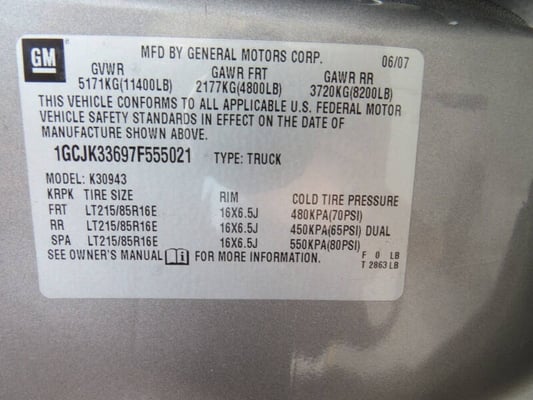 GM
MFD BY GENERAL MOTORS CORP. 06/07
GVWR GAWR FRT GAWR RR
5171KG(11400LB) 2177KG(4800LB) 3720KG(8200LB)
THIS VEHICLE CONFORMS TO ALL APPLICABLE U.S. FEDERAL MOTOR
VEHICLE SAFETY STANDARDS IN EFFECT ON THE DATE OF
MANUFACTURE SHOWN ABOVE.
1GCJK33697F555021 TYPE: TRUCK
MODEL: K30943
KRPK TIRE SIZE RIM COLD TIRE PRESSURE
FRT LT215/85R16E 16X6.5J 480KPA(70PSI)
RR LT215/85R16E 16X6.5J 450KPA(65PSI) DUAL
SPA LT215/85R16E 16X6.5J 550KPA(80PSI)
SEE OWNER'S MANUAL FOR MORE INFORMATION.
F 0 LB
T 2863 LB